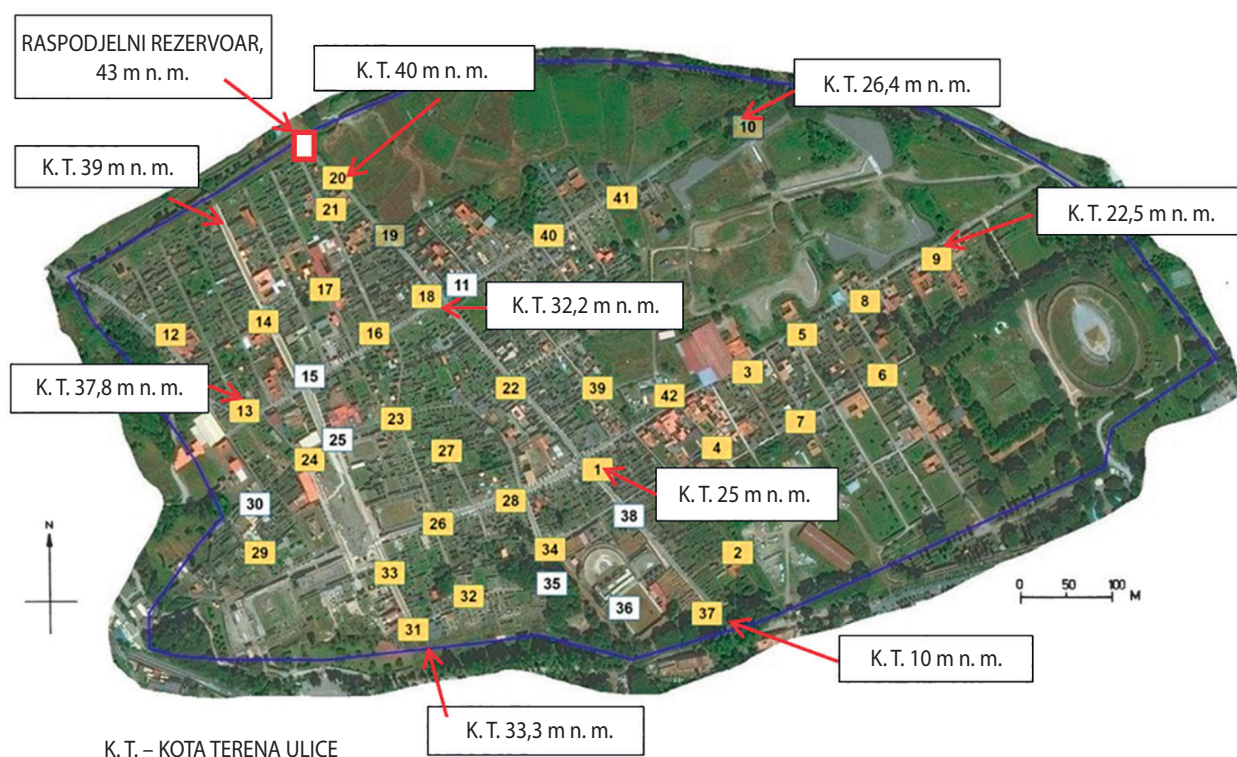 RASPODJELNI REZERVOAR,
43 m n. m.
K. T. 40 m n. m.
K. T. 26,4 m n. m.
10
K. T. 39 m n. m.
20
41
21
K. T. 22,5 m n. m.
19
40
9
11
17
18
8
K. T. 32,2 m n. m.
14
12
16
5
15
3
6
K. T. 37,8 m n. m.
22
39
42
13
23
7
25
27
4
24
1
K. T. 25 m n. m.
30
28
38
26
N
29
34
2
33
35
0 50 100
M
32
36
37
31
K. T. 10 m n. m.
K. T. 33,3 m n. m.
K. T. – KOTA TERENA ULICE